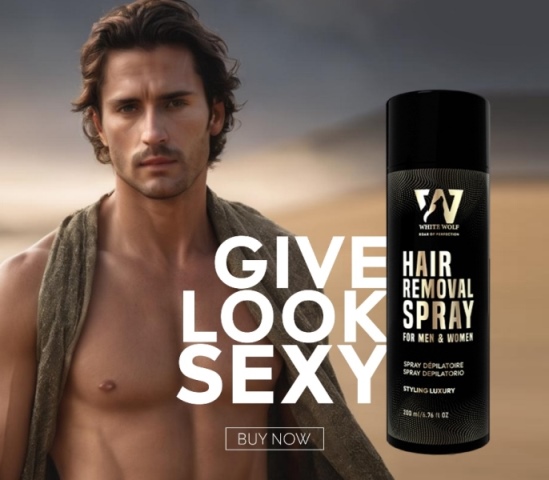 GIVE
LOOK
SEXY
BUY NOW
WHITE WOLF
HAIR
REMOVAL
SPRAY
FOR MEN & WOMEN
SPRAY DÉPILATOIRE
SPRAY DEPILATORIO
STYLING LUXURY
200 ml/6.76 fl OZ